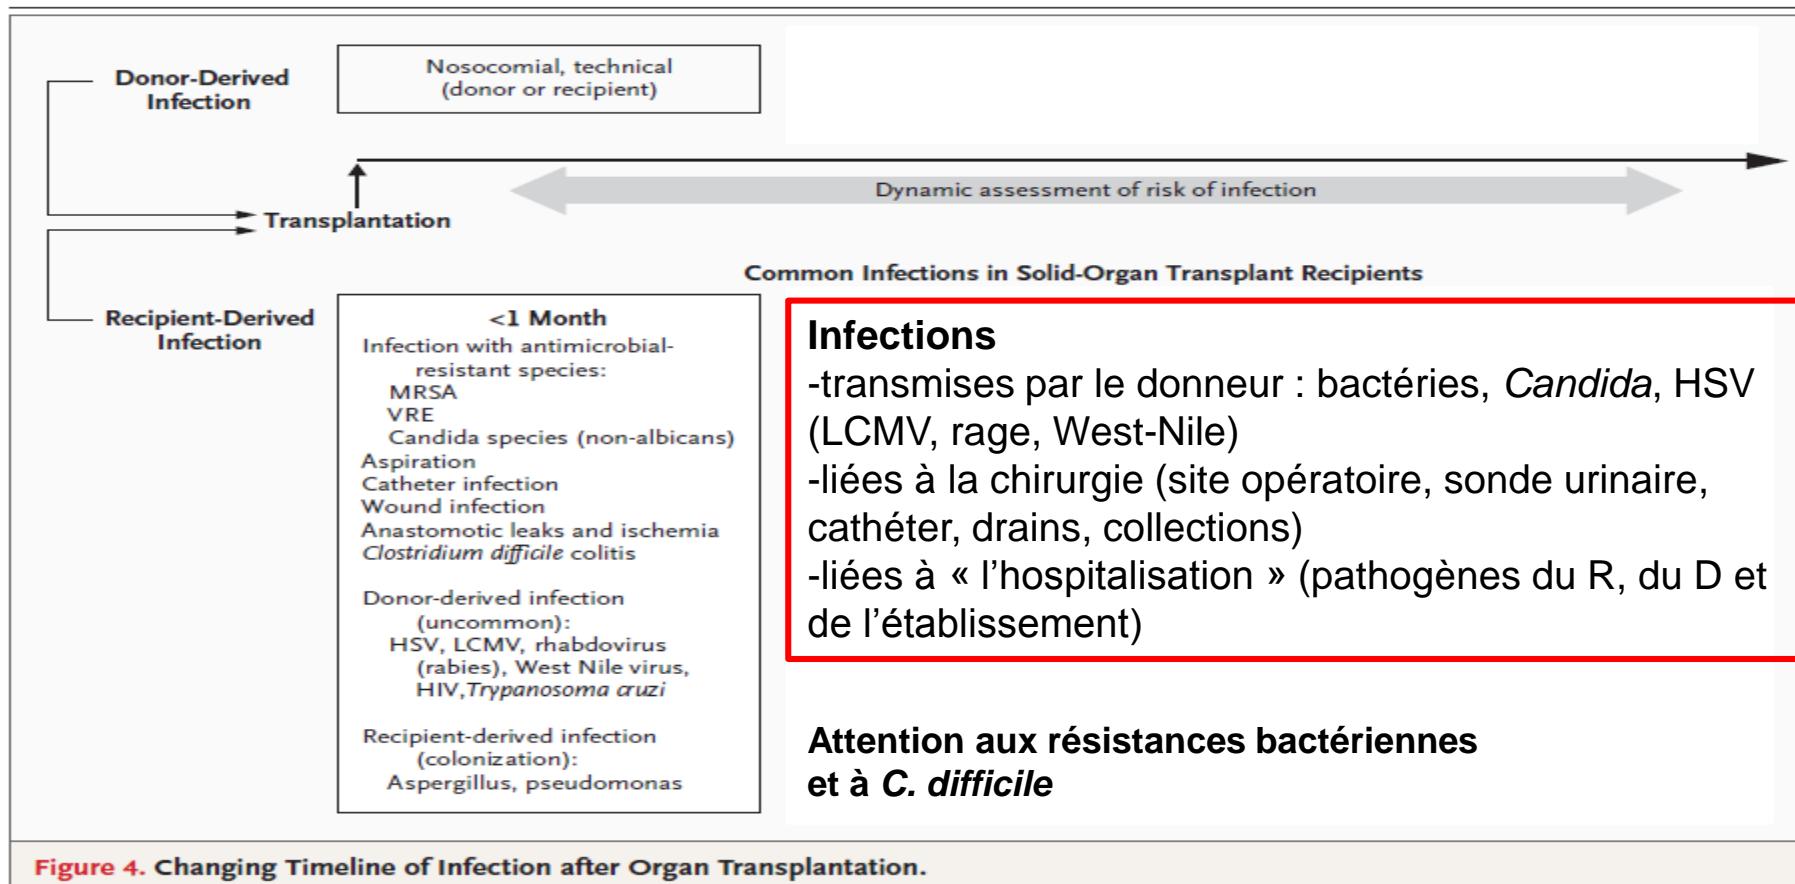 Donor-Derived
Infection
Nosocomial, technical
(donor or recipient)
Dynamic assessment of risk of infection
Transplantation
Common Infections in Solid-Organ Transplant Recipients
Recipient-Derived
Infection
<1 Month
Infection with antimicrobial-
resistant species:
MRSA
VRE
Candida species (non-albicans)
Aspiration
Catheter infection
Wound infection
Anastomotic leaks and ischemia
Clostridium difficile colitis
Donor-derived infection
(uncommon):
HSV, LCMV, rhabdovirus
(rabies), West Nile virus,
HIV,Trypanosoma cruzi
Recipient-derived infection
(colonization):
Aspergillus, pseudomonas
Infections
-transmises par le donneur : bactéries, Candida, HSV
(LCMV, rage, West-Nile)
-liées à la chirurgie (site opératoire, sonde urinaire,
cathéter, drains, collections)
-liées à « l’hospitalisation » (pathogènes du R, du D et
de l’établissement)
Attention aux résistances bactériennes
et à C. difficile
Figure 4. Changing Timeline of Infection after Organ Transplantation.